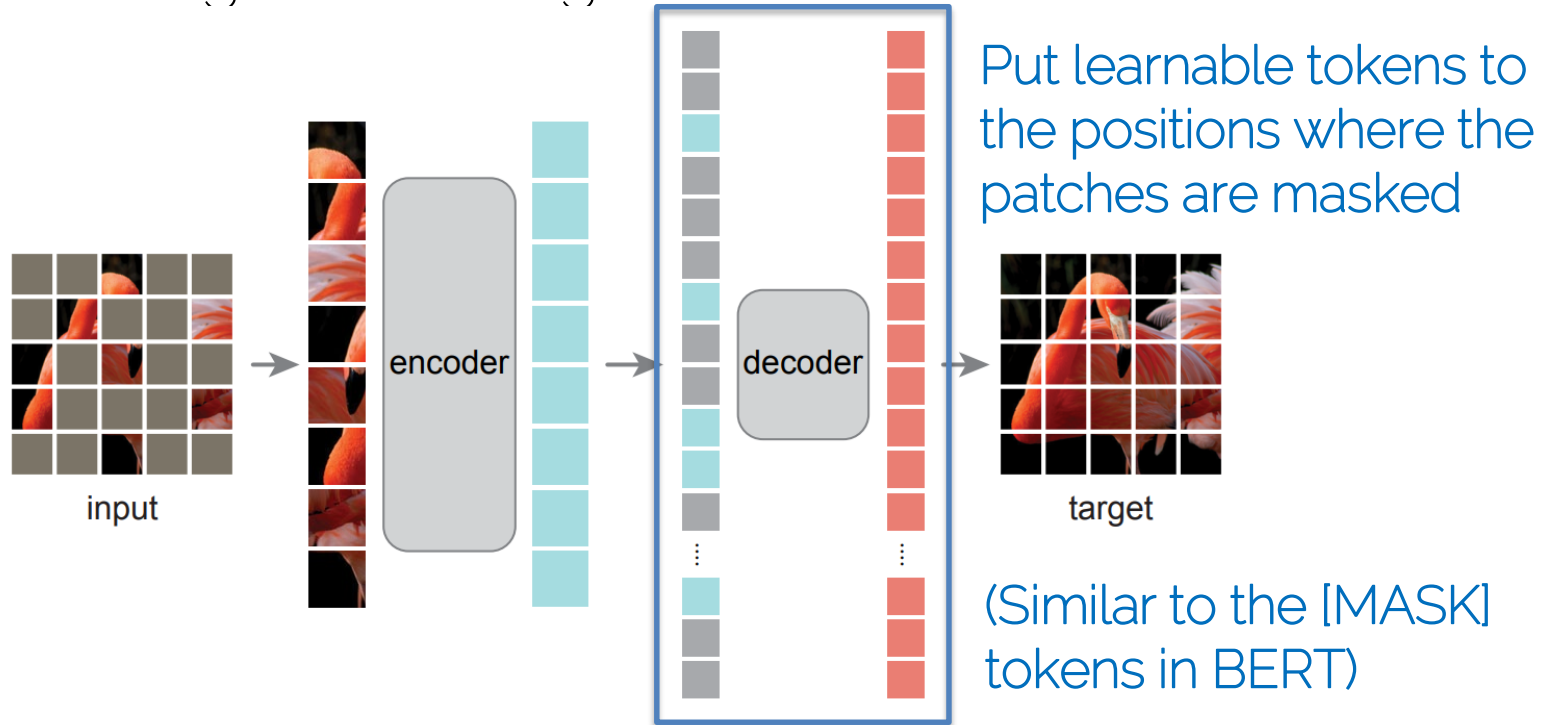 Put learnable tokens to
the positions where the
patches are masked
encoder
decoder
input
target
(Similar to the [MASK]
tokens in BERT)